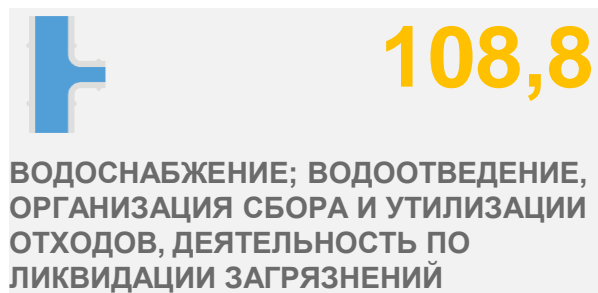 108,8
ВОДОСНАБЖЕНИЕ; ВОДООТВЕДЕНИЕ,
ОРГАНИЗАЦИЯ СБОРА И УТИЛИЗАЦИИ
ОТХОДОВ, ДЕЯТЕЛЬНОСТЬ ПО
ЛИКВИДАЦИИ ЗАГРЯЗНЕНИЙ